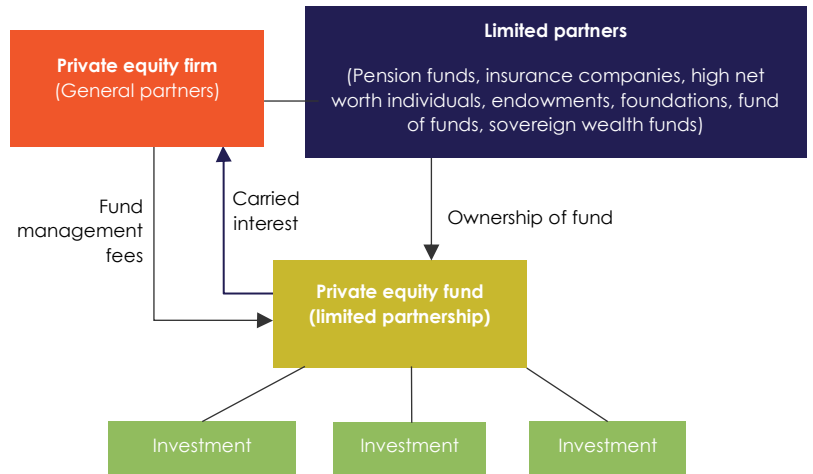 Private equity firm
(General partners)
Limited partners
(Pension funds, insurance companies, high net
worth individuals, endowments, foundations, fund
of funds, sovereign wealth funds)
Fund
management
fees
Carried
interest
Ownership of fund
Private equity fund
(limited partnership)
Investment
Investment
Investment